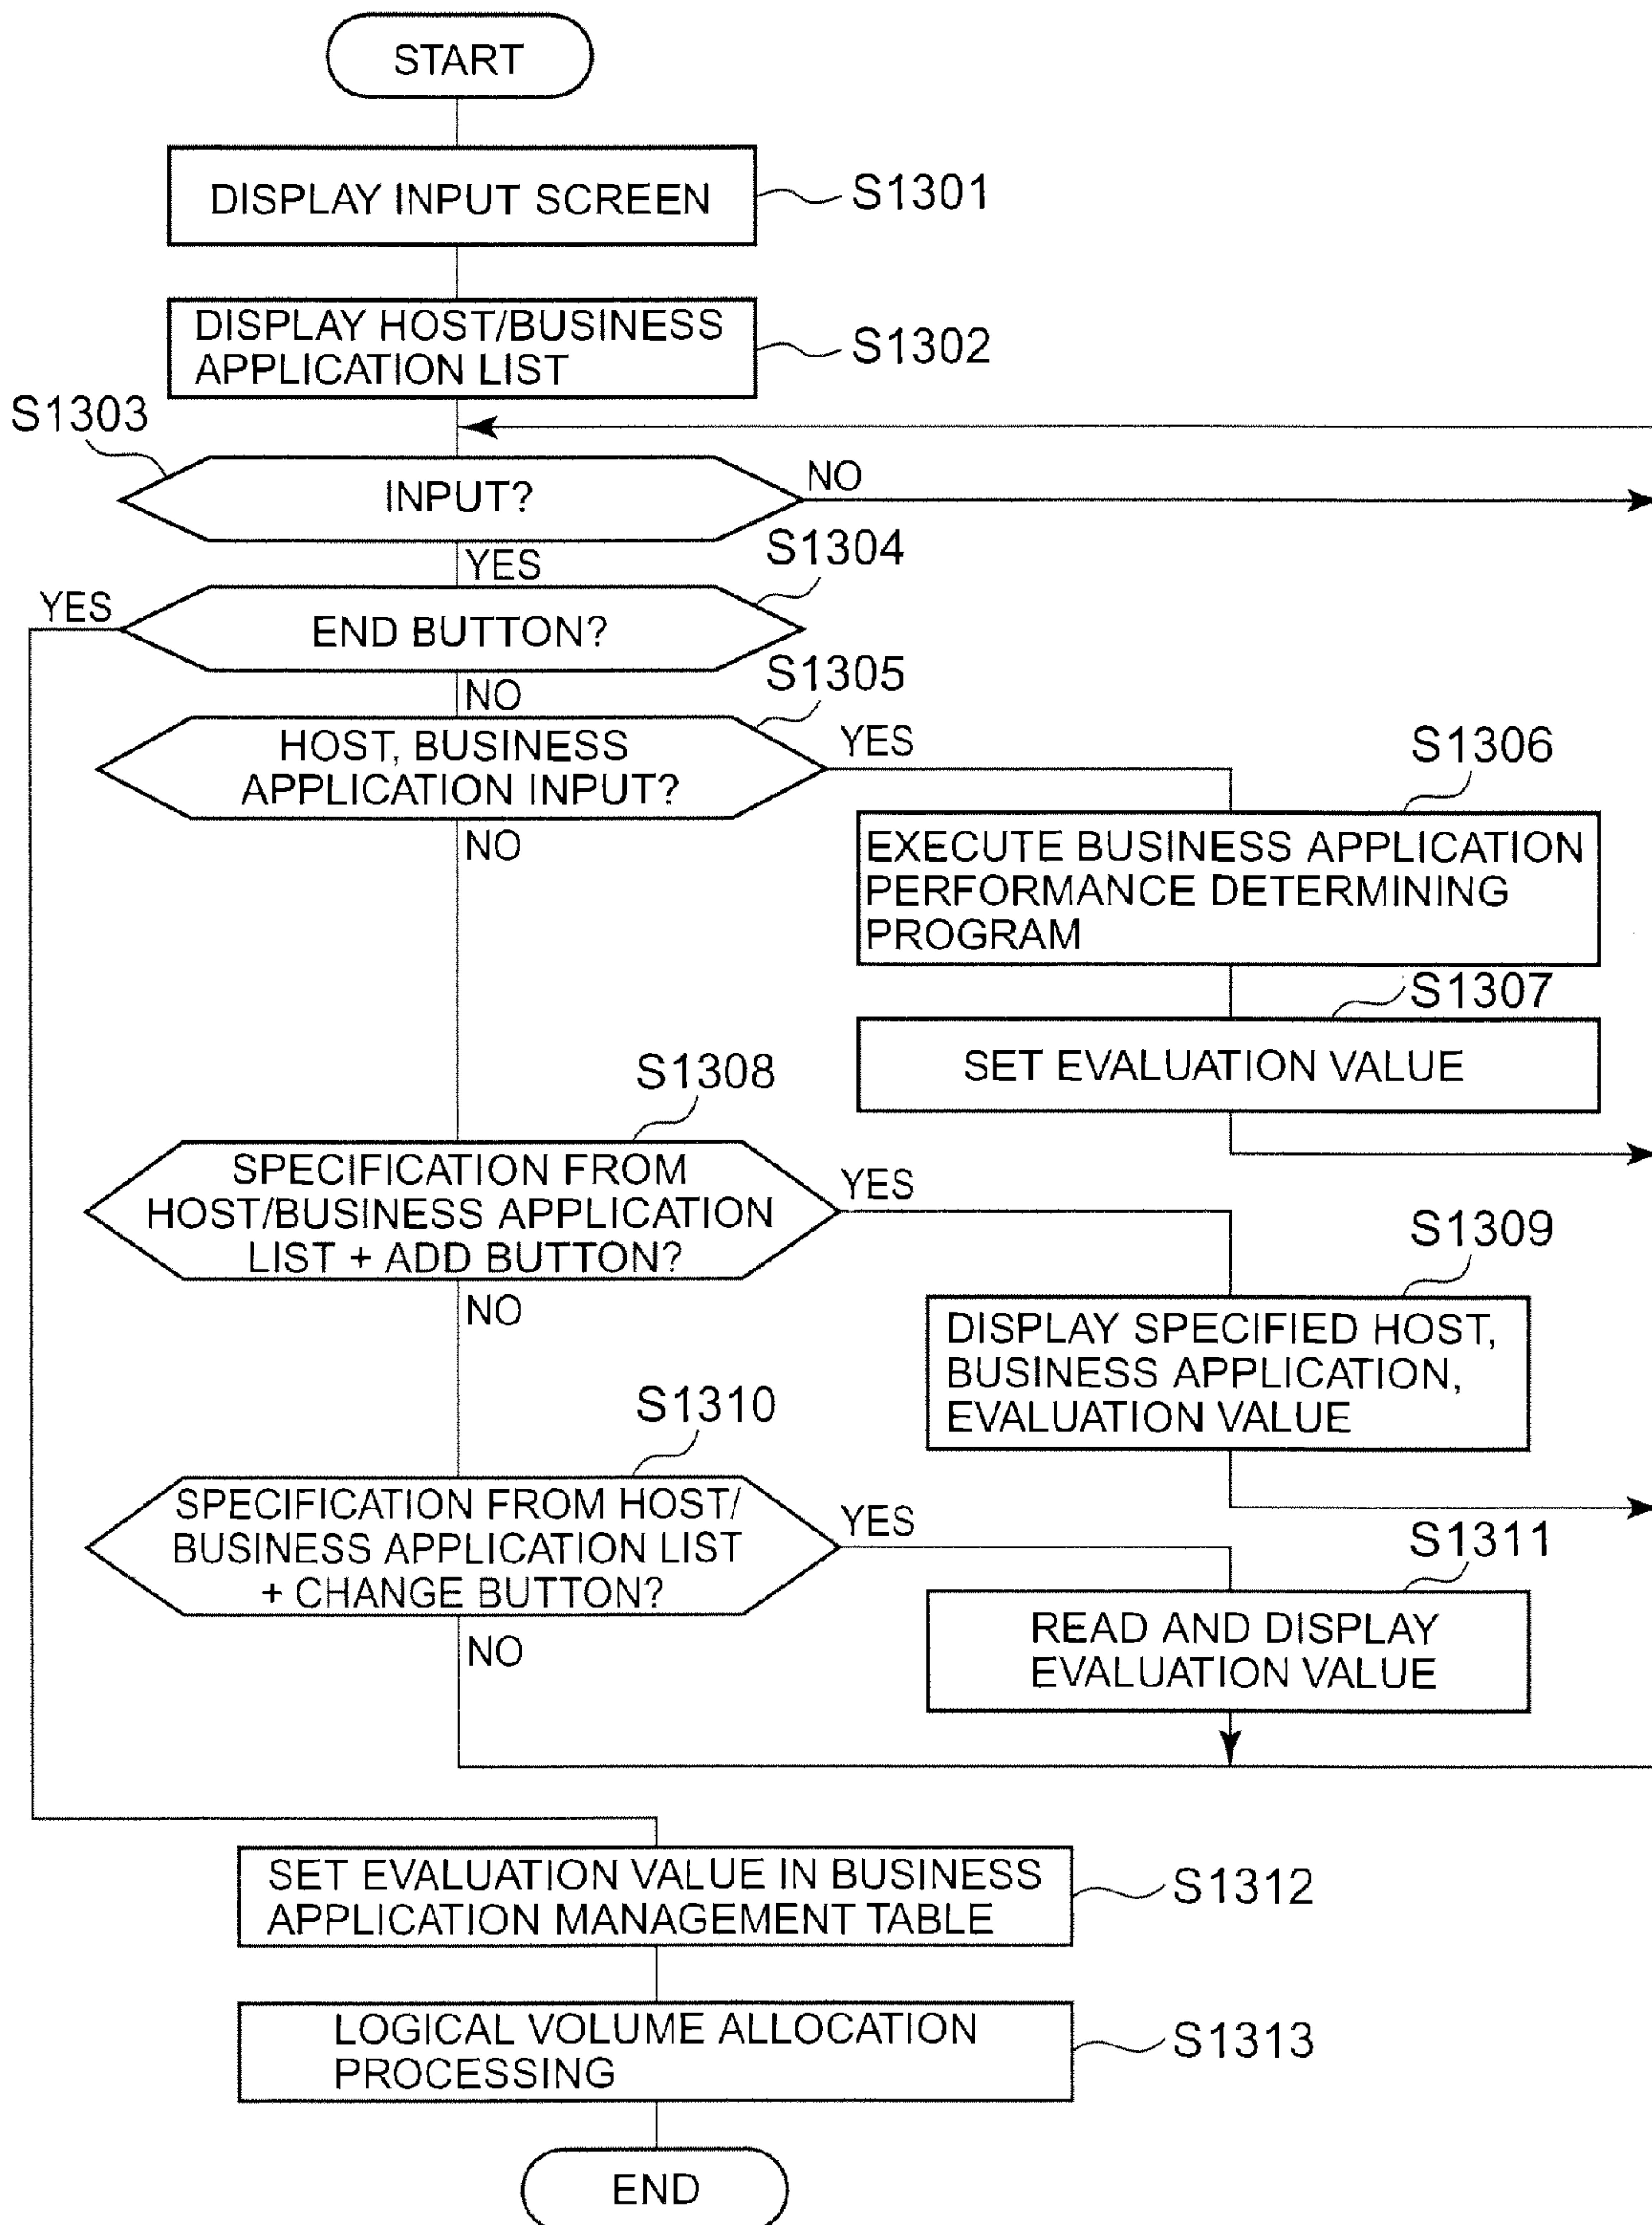 START
DISPLAY INPUT SCREEN
S1301
DISPLAY HOST/BUSINESS
APPLICATION LIST
S1302
S1303
INPUT?
NO
YES
S1304
YES
END BUTTON?
NO
S1305
HOST, BUSINESS
APPLICATION INPUT?
YES
NO
S1306
EXECUTE BUSINESS APPLICATION
PERFORMANCE DETERMINING
PROGRAM
S1307
SET EVALUATION VALUE
S1308
SPECIFICATION FROM
HOST/BUSINESS APPLICATION
LIST + ADD BUTTON?
YES
NO
S1309
DISPLAY SPECIFIED HOST,
BUSINESS APPLICATION,
EVALUATION VALUE
S1310
SPECIFICATION FROM HOST/
BUSINESS APPLICATION LIST
+ CHANGE BUTTON?
YES
NO
S1311
READ AND DISPLAY
EVALUATION VALUE
SET EVALUATION VALUE IN BUSINESS
APPLICATION MANAGEMENT TABLE
S1312
LOGICAL VOLUME ALLOCATION
PROCESSING
S1313
END